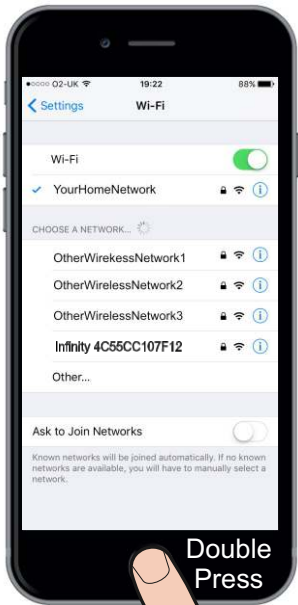 O2-UK 19:22 88%
Settings Wi-Fi
Wi-Fi
YourHomeNetwork
CHOOSE A NETWORK...
OtherWirekessNetwork1
OtherWirelessNetwork2
OtherWirelessNetwork3
Infinity 4C55CC107F12
Other...
Ask to Join Networks
Known networks will be joined automatically. If no known
networks are available, you will have to manually select a
network.
Double
Press